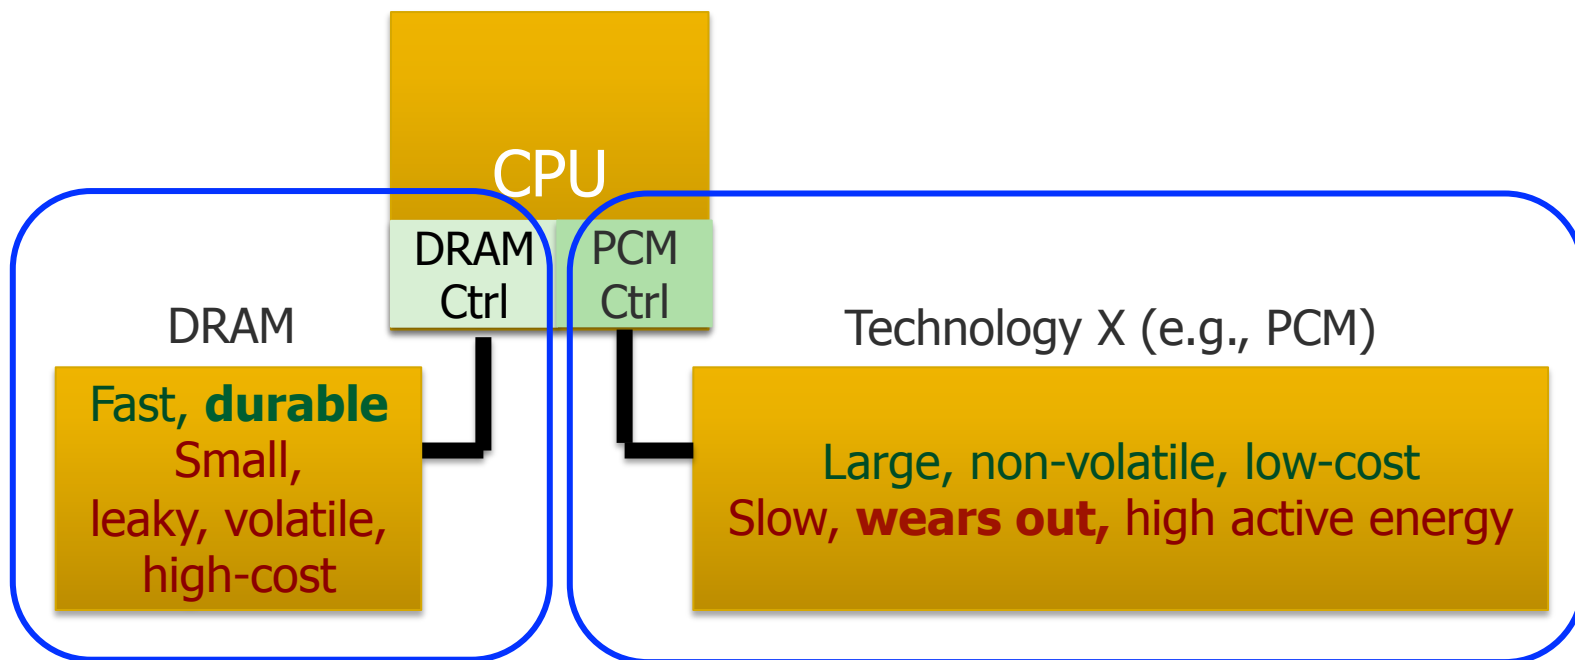 CPU
DRAM
Ctrl
PCM
Ctrl
DRAM
Fast, durable
Small,
leaky, volatile,
high-cost
Technology X (e.g., PCM)
Large, non-volatile, low-cost
Slow, wears out, high active energy